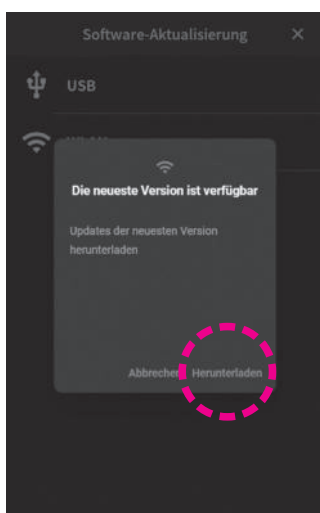 Software-Aktualisierung
USB
Die neueste Version ist verfügbar
Updates der neuesten Version
herunterladen
Abbrechen Herunterladen